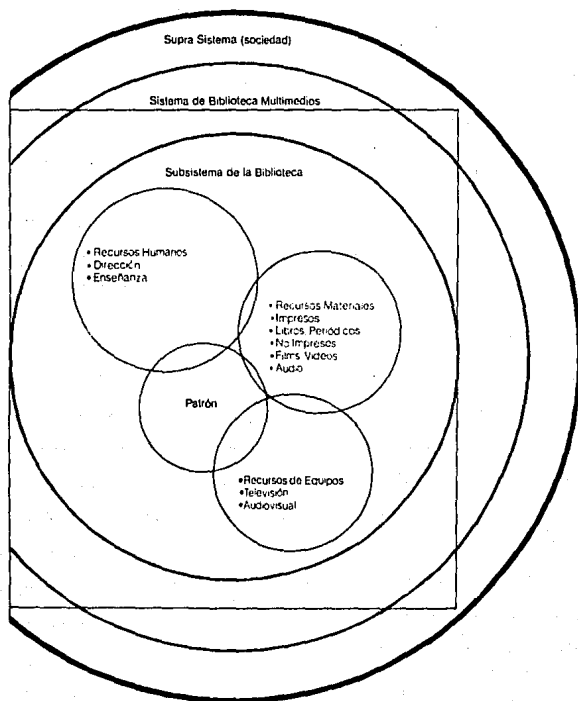 Supra Sistema (sociedad)
Sistema de Biblioteca Multimedios
Subsistema de la Biblioteca
• Recursos Humanos
• Dirección
• Enseñanza
• Recursos Materiales
• Impresos
• Libros, Periódicos
• No Impresos
• Films, Videos
• Audio
Patrón
•Recursos de Equipos
•Televisión
•Audiovisual